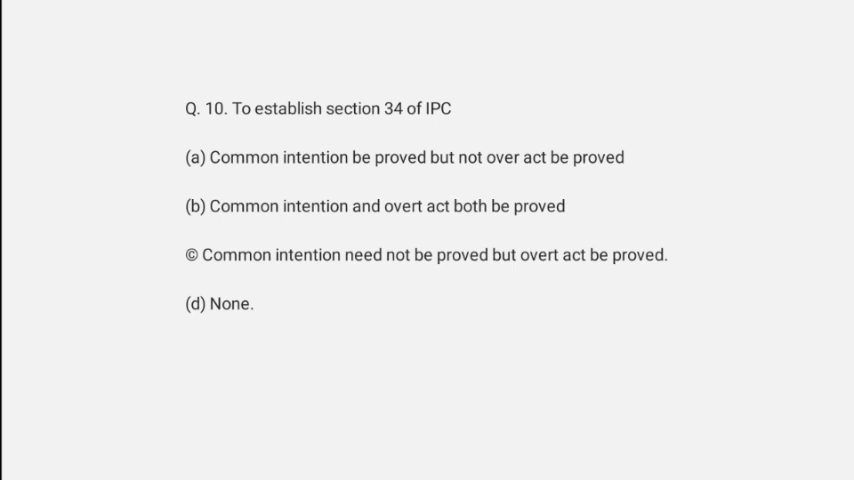 Q. 10. To establish section 34 of IPC
(a) Common intention be proved but not over act be proved
(b) Common intention and overt act both be proved
© Common intention need not be proved but overt act be proved.
(d) None.